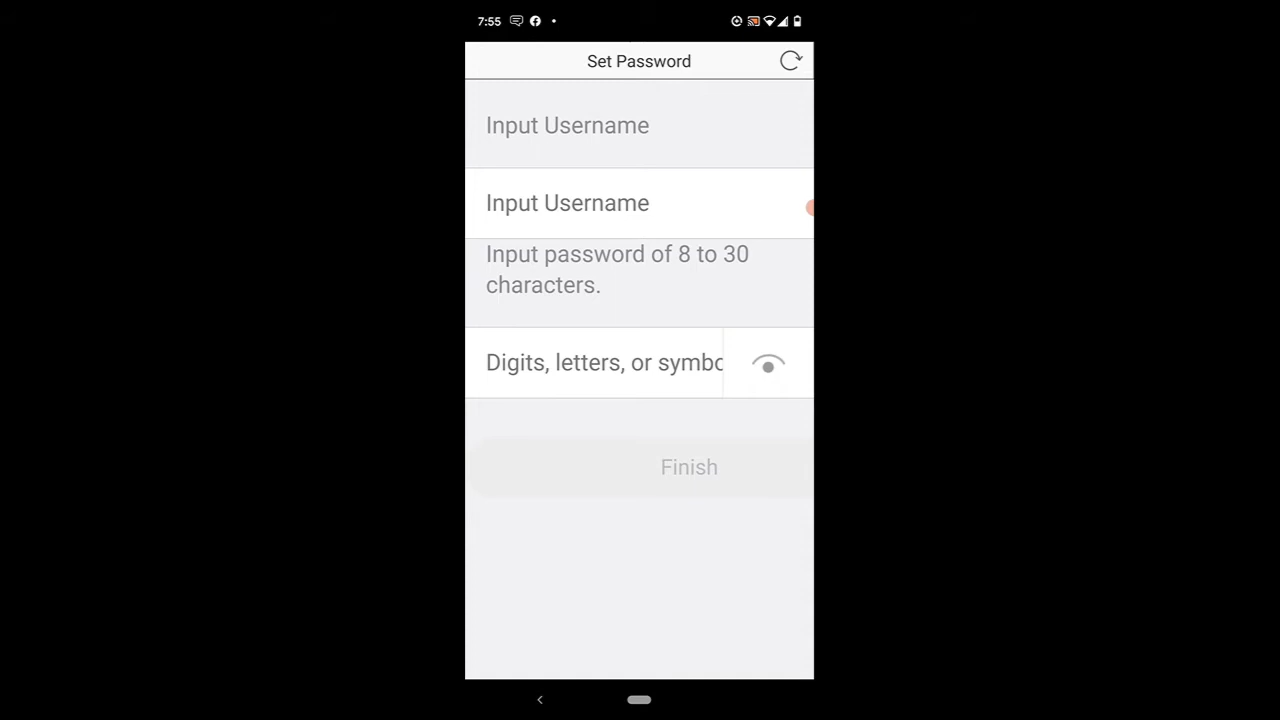 7:55
Set Password
Input Username
Input Username
Input password of 8 to 30
characters.
Digits, letters, or symbo
Finish